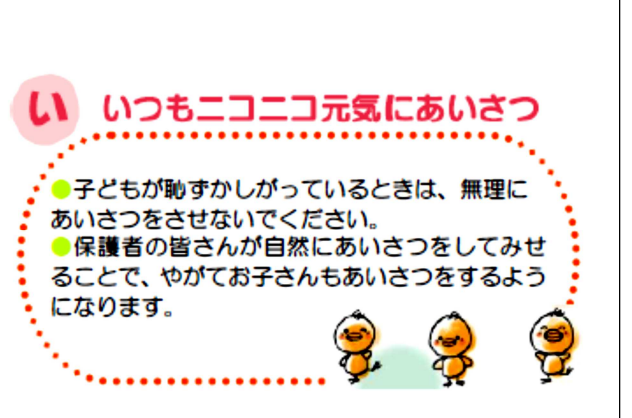 い いつもニコニコ元気にあいさつ
●子どもが恥ずかしがっているときは、無理に
あいさつをさせないでください。
●保護者の皆さんが自然にあいさつをしてみせ
ることで、やがてお子さんもあいさつをするよう
になります。